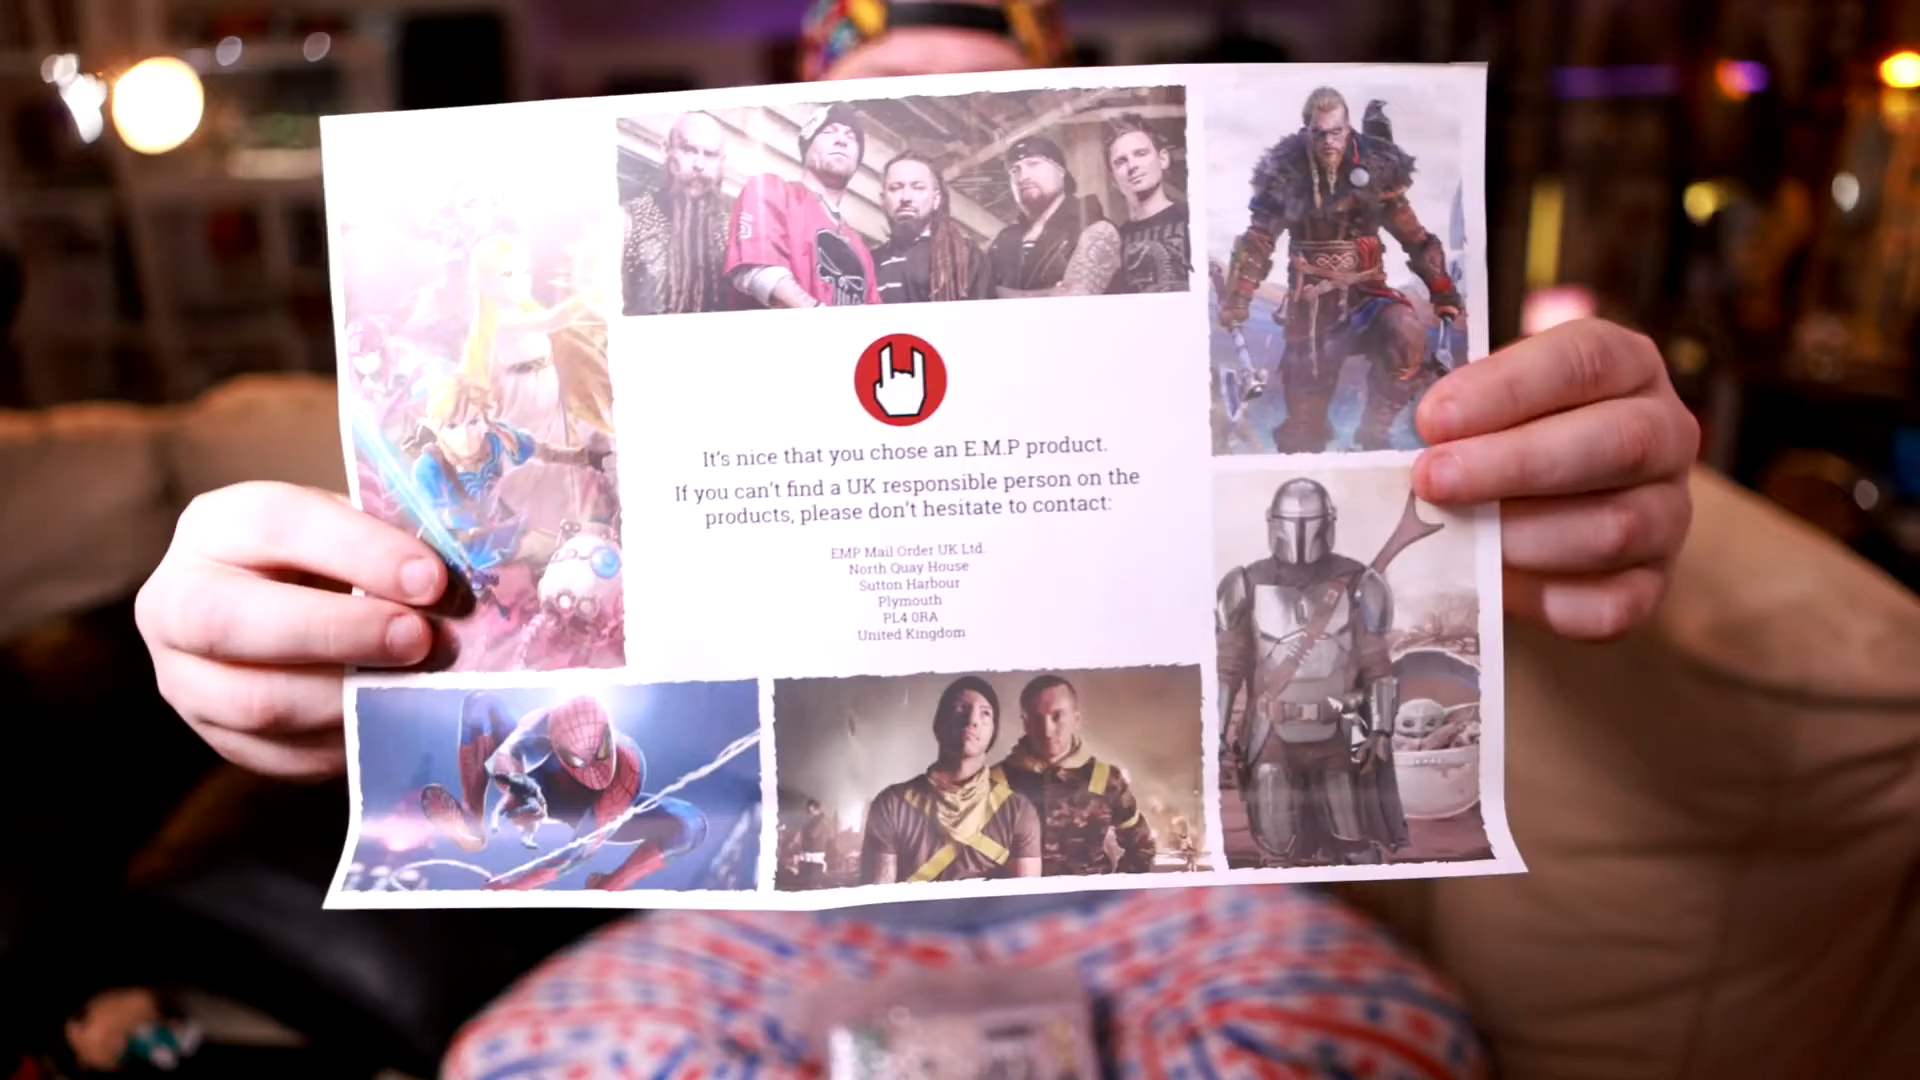 It's nice that you chose an E.M.P product.
If you can't find a UK responsible person on the
products, please don't hesitate to contact:
EMP Mail Order UK Ltd.
North Quay House
Sutton Harbour
Plymouth
PL4 0RA
United Kingdom